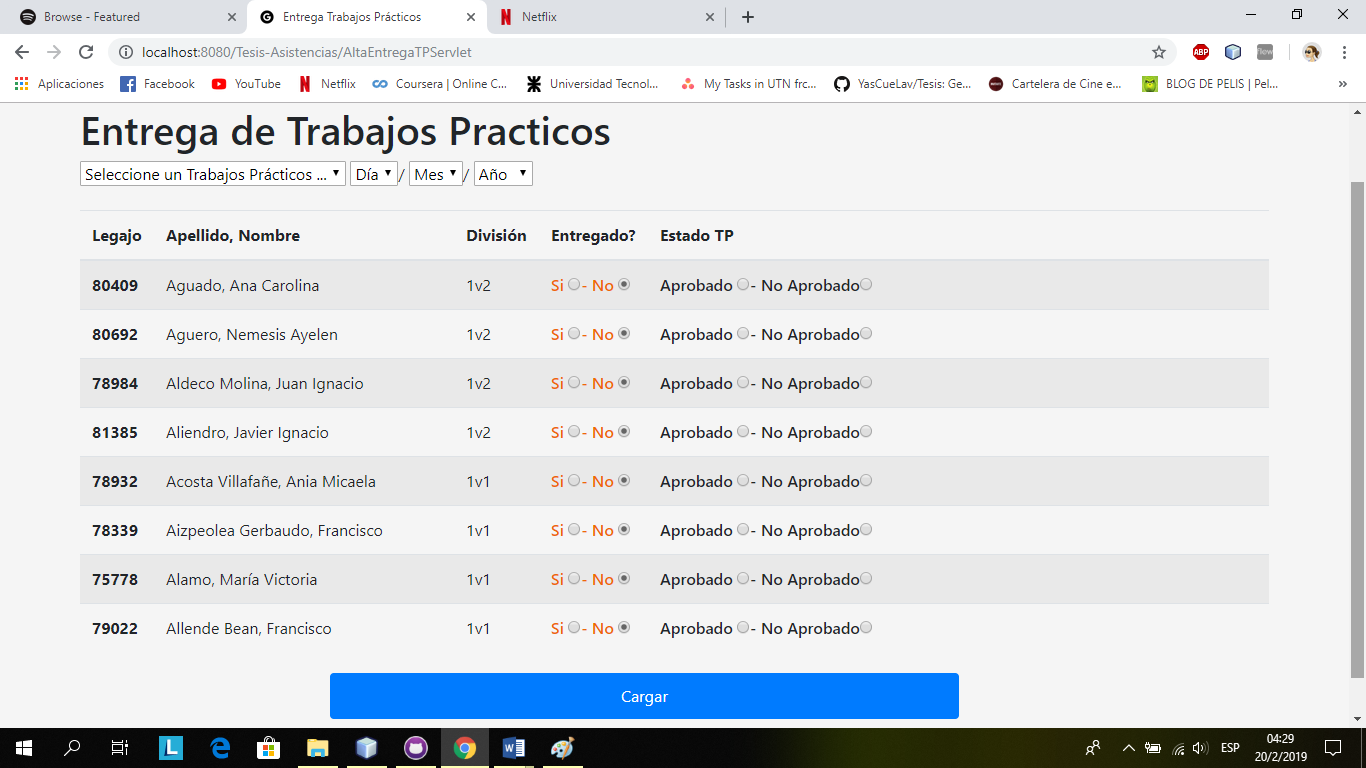 Browse - Featured
Entrega Trabajos Prácticos
Netflix
localhost:8080/Tesis-Asistencias/AltaEntregaTPServlet
ABP
flow
Aplicaciones Facebook YouTube Netflix Coursera | Online C... Universidad Tecnol... My Tasks in UTN frc... YasCueLav/Tesis: Ge... Cartelera de Cine e... BLOG DE PELIS | Pel... »
Entrega de Trabajos Practicos
Seleccione un Trabajos Prácticos ... Día / Mes / Año
Legajo Apellido, Nombre División Entregado? Estado TP
80409 Aguado, Ana Carolina 1v2 Si - No Aprobado - No Aprobado
80692 Aguero, Nemesis Ayelen 1v2 Si - No Aprobado - No Aprobado
78984 Aldeco Molina, Juan Ignacio 1v2 Si - No Aprobado - No Aprobado
81385 Aliendro, Javier Ignacio 1v2 Si - No Aprobado - No Aprobado
78932 Acosta Villafañe, Ania Micaela 1v1 Si - No Aprobado - No Aprobado
78339 Aizpeolea Gerbaudo, Francisco 1v1 Si - No Aprobado - No Aprobado
75778 Alamo, María Victoria 1v1 Si - No Aprobado - No Aprobado
79022 Allende Bean, Francisco 1v1 Si - No Aprobado - No Aprobado
Cargar
ESP
04:29
20/2/2019